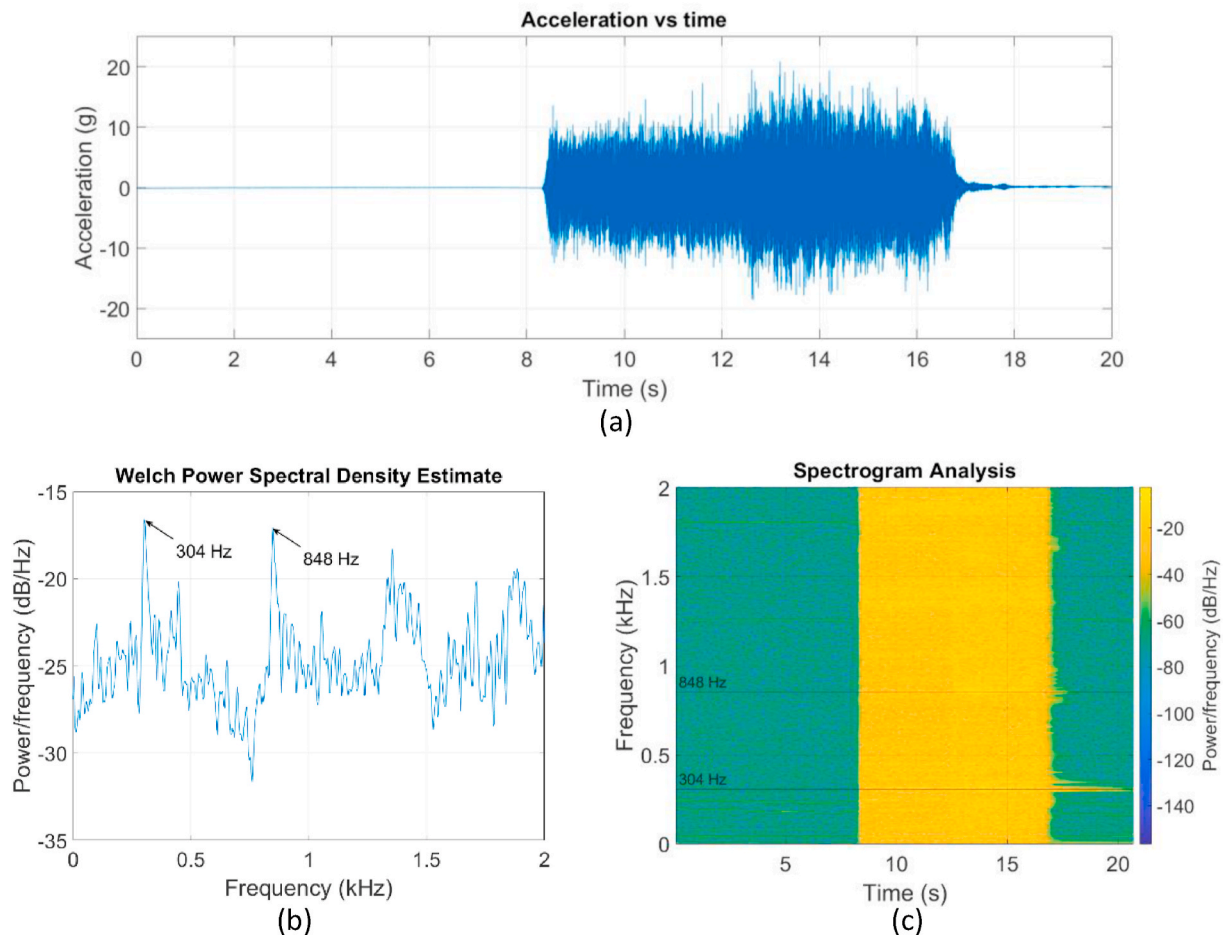 Acceleration vs time
Acceleration (g)
20
10
0
-10
-20
0 2 4 6 8 10 12 14 16 18 20
Time (s)
(a)
Welch Power Spectral Density Estimate
Power/frequency (dB/Hz)
-15
-20
-25
-30
-35
304 Hz
848 Hz
0 0.5 1 1.5 2
Frequency (kHz)
(b)
Spectrogram Analysis
Frequency (kHz)
2
1.5
1
0.5
0
848 Hz
304 Hz
5 10 15 20
Time (s)
-20
-40
-60
-80
-100
-120
-140
Power/frequency (dB/Hz)
(c)